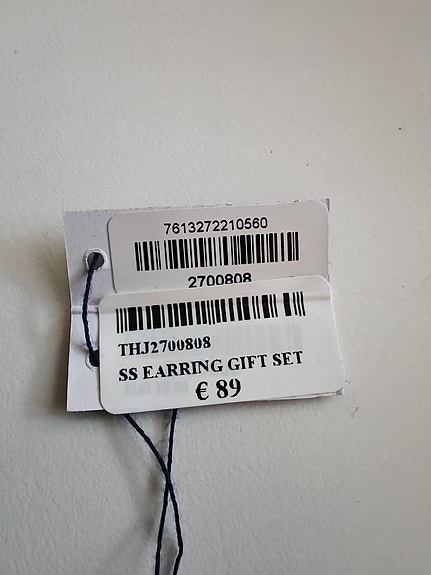 7613272210560
2700808
THJ2700808
SS EARRING GIFT SET
€ 89